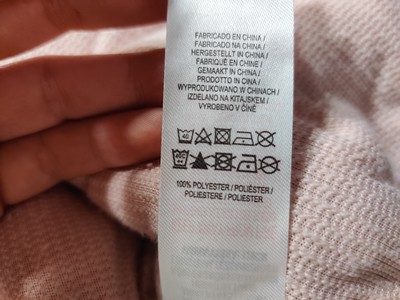 FABRICADO EN CHINA /
FABRICADO NA CHINA /
HERGESTELLT IN CHINA /
FABRIQUÉ EN CHINE /
GEMAAKT IN CHINA /
PRODOTTO IN CINA /
WYPRODUKOWANO W CHINACH /
IZDELANO NA KITAJSKEM /
VYROBENO V ČÍNĚ
100% POLYESTER / POLIÉSTER /
POLIESTERE / POLIESTER